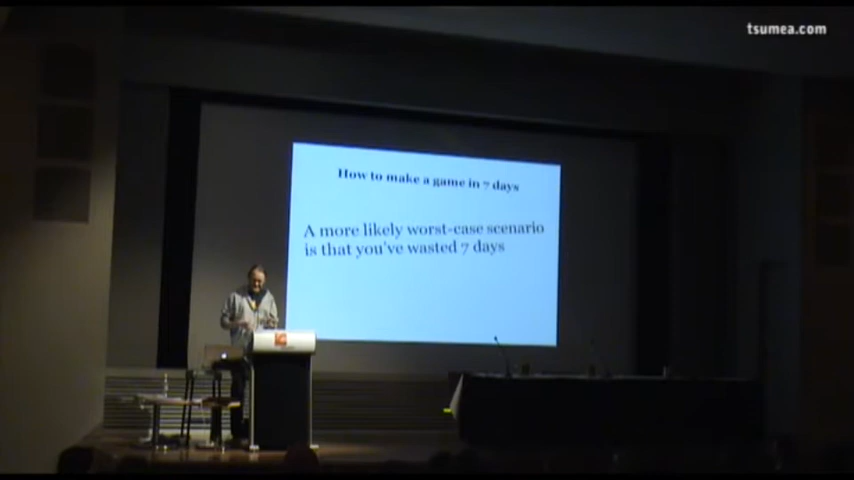 tsumea.com
How to make a game in 7 days
A more likely worst-case scenario
is that you've wasted 7 days